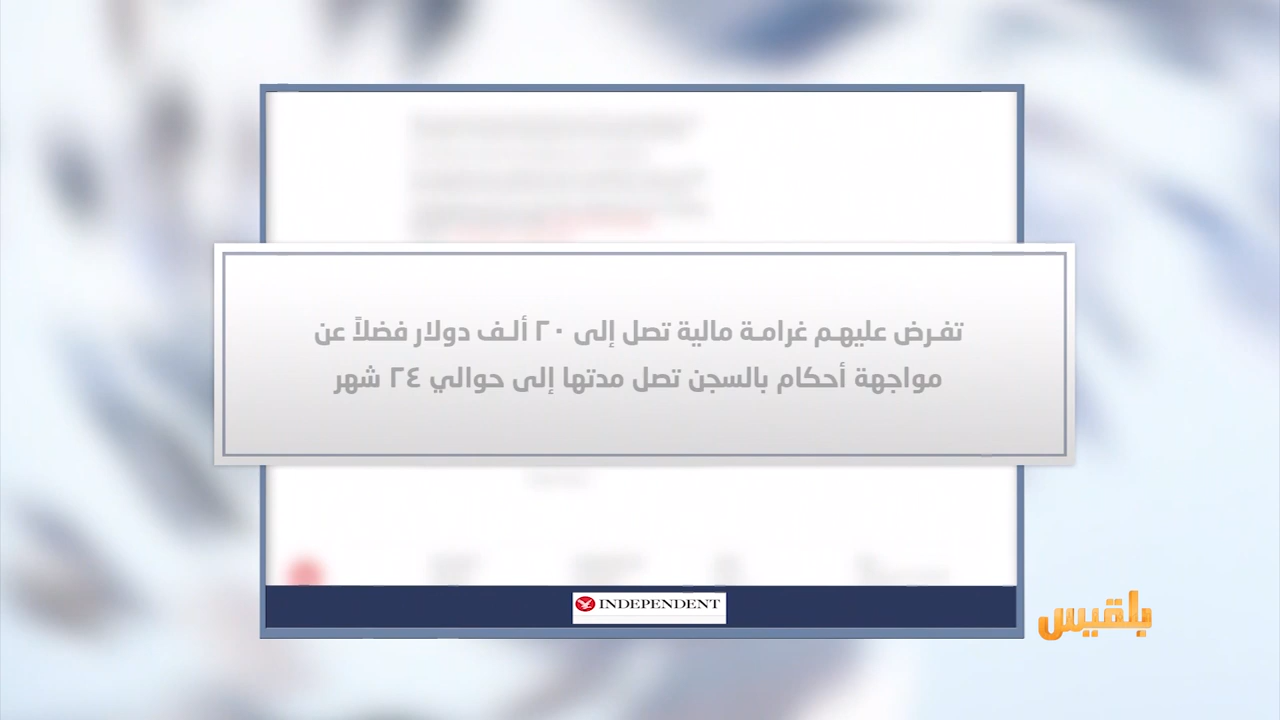 تفرض عليهم غرامة مالية تصل إلى ٢٠ ألف دولار فضلاً عن
مواجهة أحكام بالسجن تصل مدتها إلى حوالي ٢٤ شهر
INDEPENDENT
بلقيس